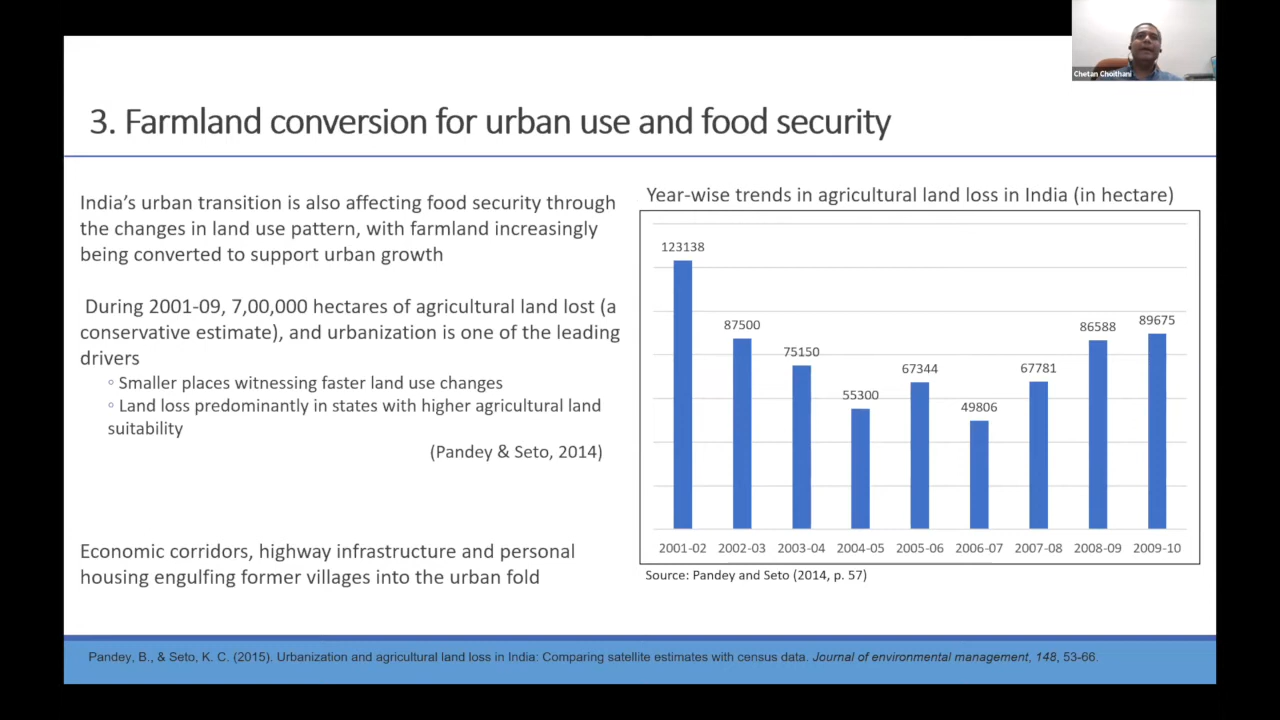 Chetan Choithani
3. Farmland conversion for urban use and food security
India's urban transition is also affecting food security through
the changes in land use pattern, with farmland increasingly
being converted to support urban growth
During 2001-09, 7,00,000 hectares of agricultural land lost (a
conservative estimate), and urbanization is one of the leading
drivers
◦ Smaller places witnessing faster land use changes
◦ Land loss predominantly in states with higher agricultural land
suitability
(Pandey & Seto, 2014)
Economic corridors, highway infrastructure and personal
housing engulfing former villages into the urban fold
Year-wise trends in agricultural land loss in India (in hectare)
123138
87500
75150
55300
67344
49806
67781
86588
89675
2001-02 2002-03 2003-04 2004-05 2005-06 2006-07 2007-08 2008-09 2009-10
Source: Pandey and Seto (2014, p. 57)
Pandey, B., & Seto, K. C. (2015). Urbanization and agricultural land loss in India: Comparing satellite estimates with census data. Journal of environmental management, 148, 53-66.